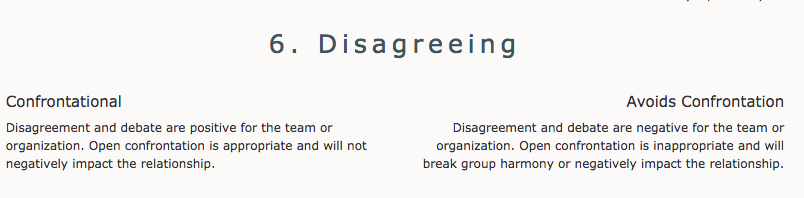 6. Disagreeing
Confrontational
Disagreement and debate are positive for the team or
organization. Open confrontation is appropriate and will not
negatively impact the relationship.
Avoids Confrontation
Disagreement and debate are negative for the team or
organization. Open confrontation is inappropriate and will
break group harmony or negatively impact the relationship.